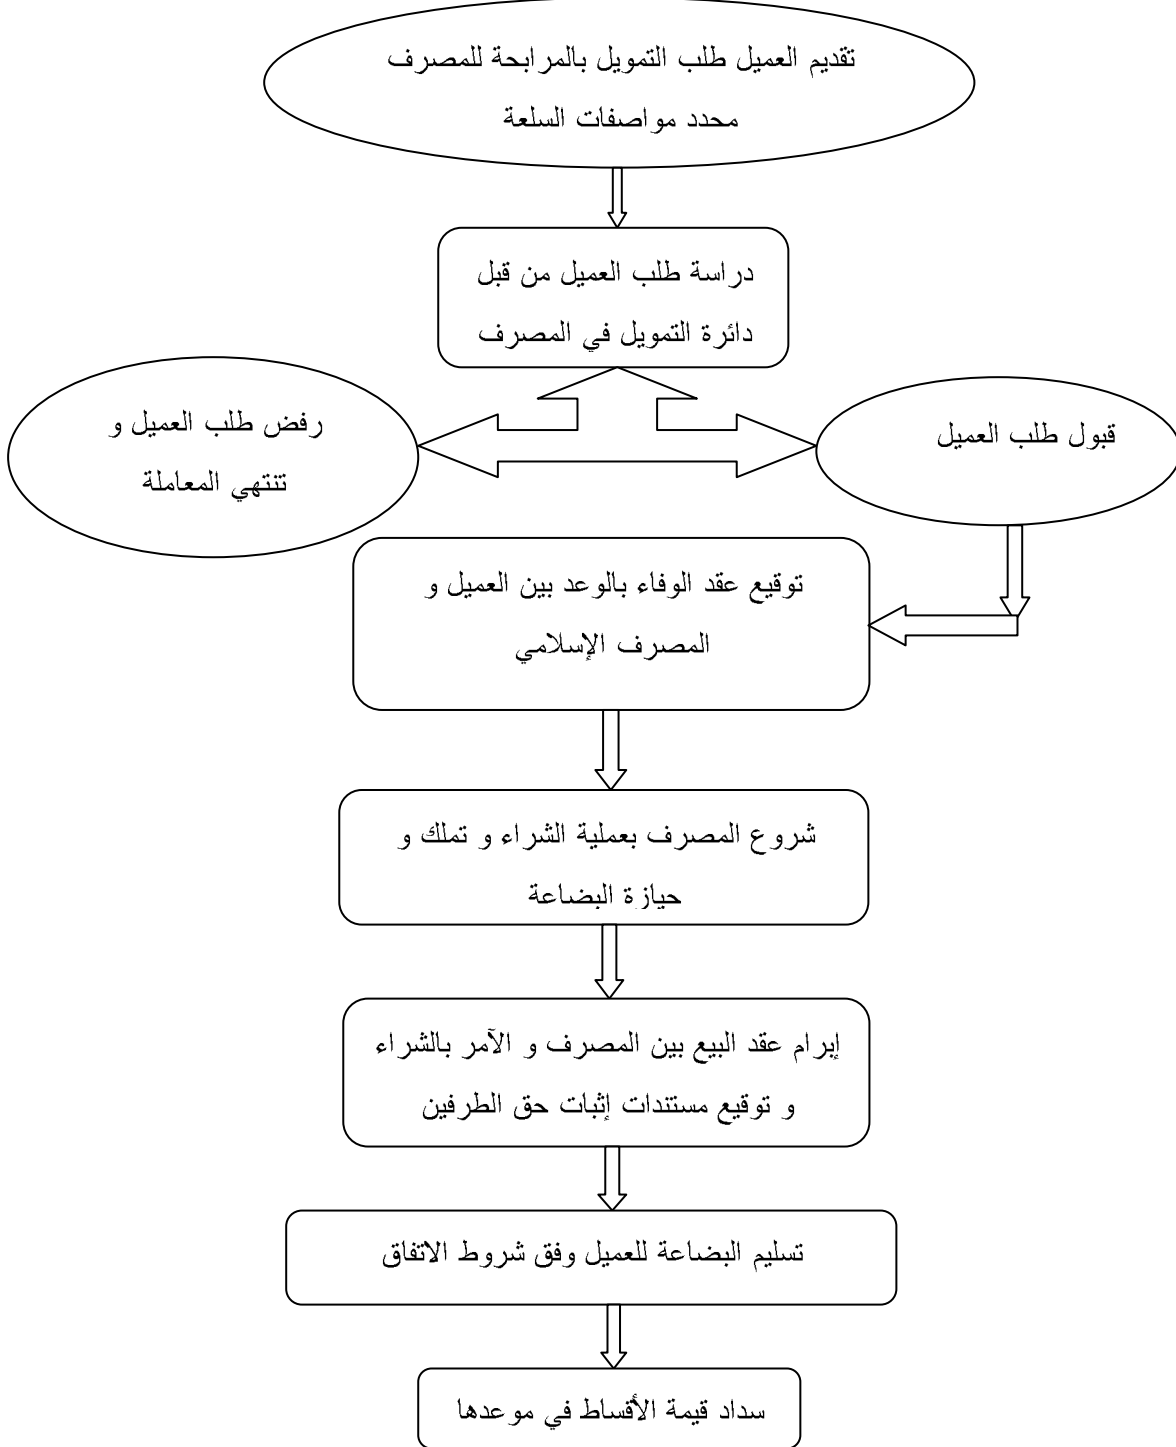 تقديم العميل طلب التمويل بالمرابحة للمصرف
محدد مواصفات السلعة
دراسة طلب العميل من قبل
دائرة التمويل في المصرف
قبول طلب العميل
رفض طلب العميل و
تنتهي المعاملة
توقيع عقد الوفاء بالوعد بين العميل و
المصرف الإسلامي
شروع المصرف بعملية الشراء و تملك و
حيازة البضاعة
إبرام عقد البيع بين المصرف و الآمر بالشراء
و توقيع مستندات إثبات حق الطرفين
تسليم البضاعة للعميل وفق شروط الاتفاق
سداد قيمة الأقساط في موعدها